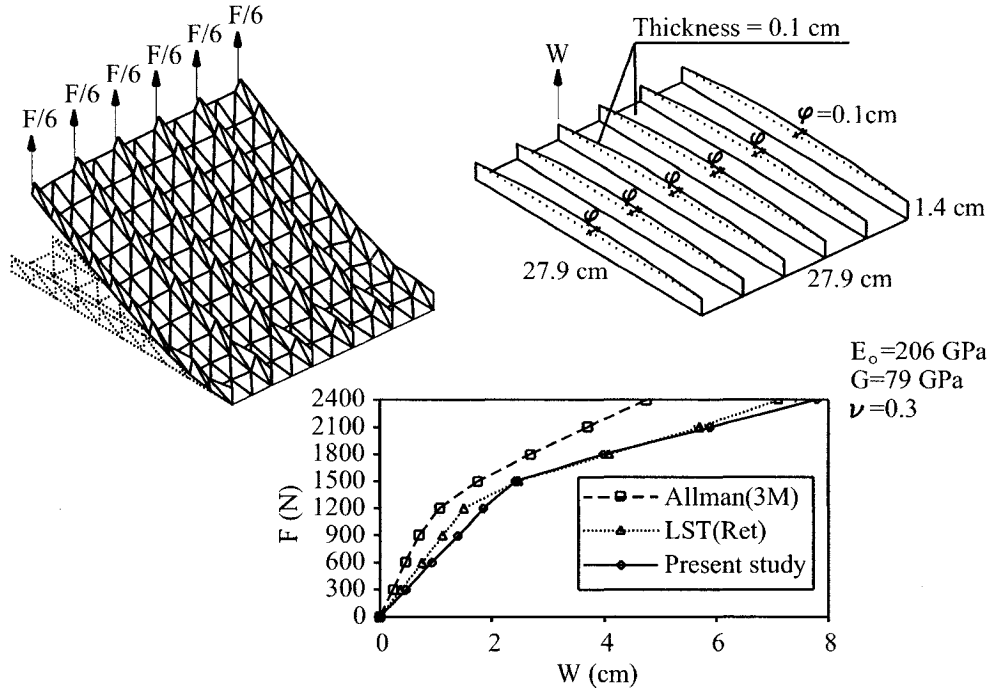 F/6
F/6
F/6
F/6
F/6
F/6
Thickness = 0.1 cm
W
φ=0.1cm
φ
φ
φ
φ
φ
1.4 cm
27.9 cm
27.9 cm
E₀=206 GPa
G=79 GPa
ν=0.3
F (N)
2400
2100
1800
1500
1200
900
600
300
0
Allman(3M)
LST(Ret)
Present study
0
2
4
6
8
W (cm)